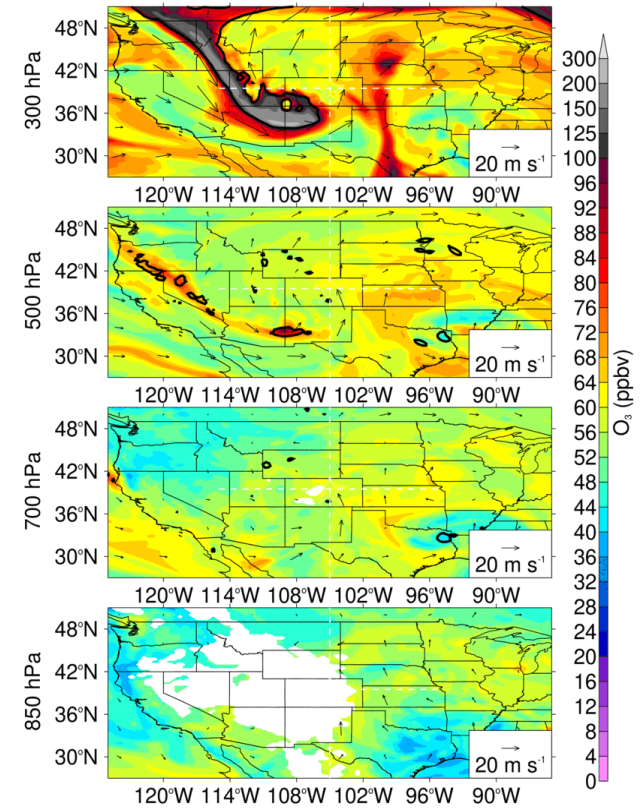 48°N
42°N
36°N
30°N
300 hPa
20 m s⁻¹
120°W 114°W 108°W 102°W 96°W 90°W
48°N
42°N
36°N
30°N
500 hPa
20 m s⁻¹
120°W 114°W 108°W 102°W 96°W 90°W
48°N
42°N
36°N
30°N
700 hPa
20 m s⁻¹
120°W 114°W 108°W 102°W 96°W 90°W
48°N
42°N
36°N
30°N
850 hPa
20 m s⁻¹
120°W 114°W 108°W 102°W 96°W 90°W
300
200
150
125
100
96
92
88
84
80
76
72
68
64
60
56
52
48
44
40
36
32
28
24
20
16
12
8
4
0
O₃ (ppbv)